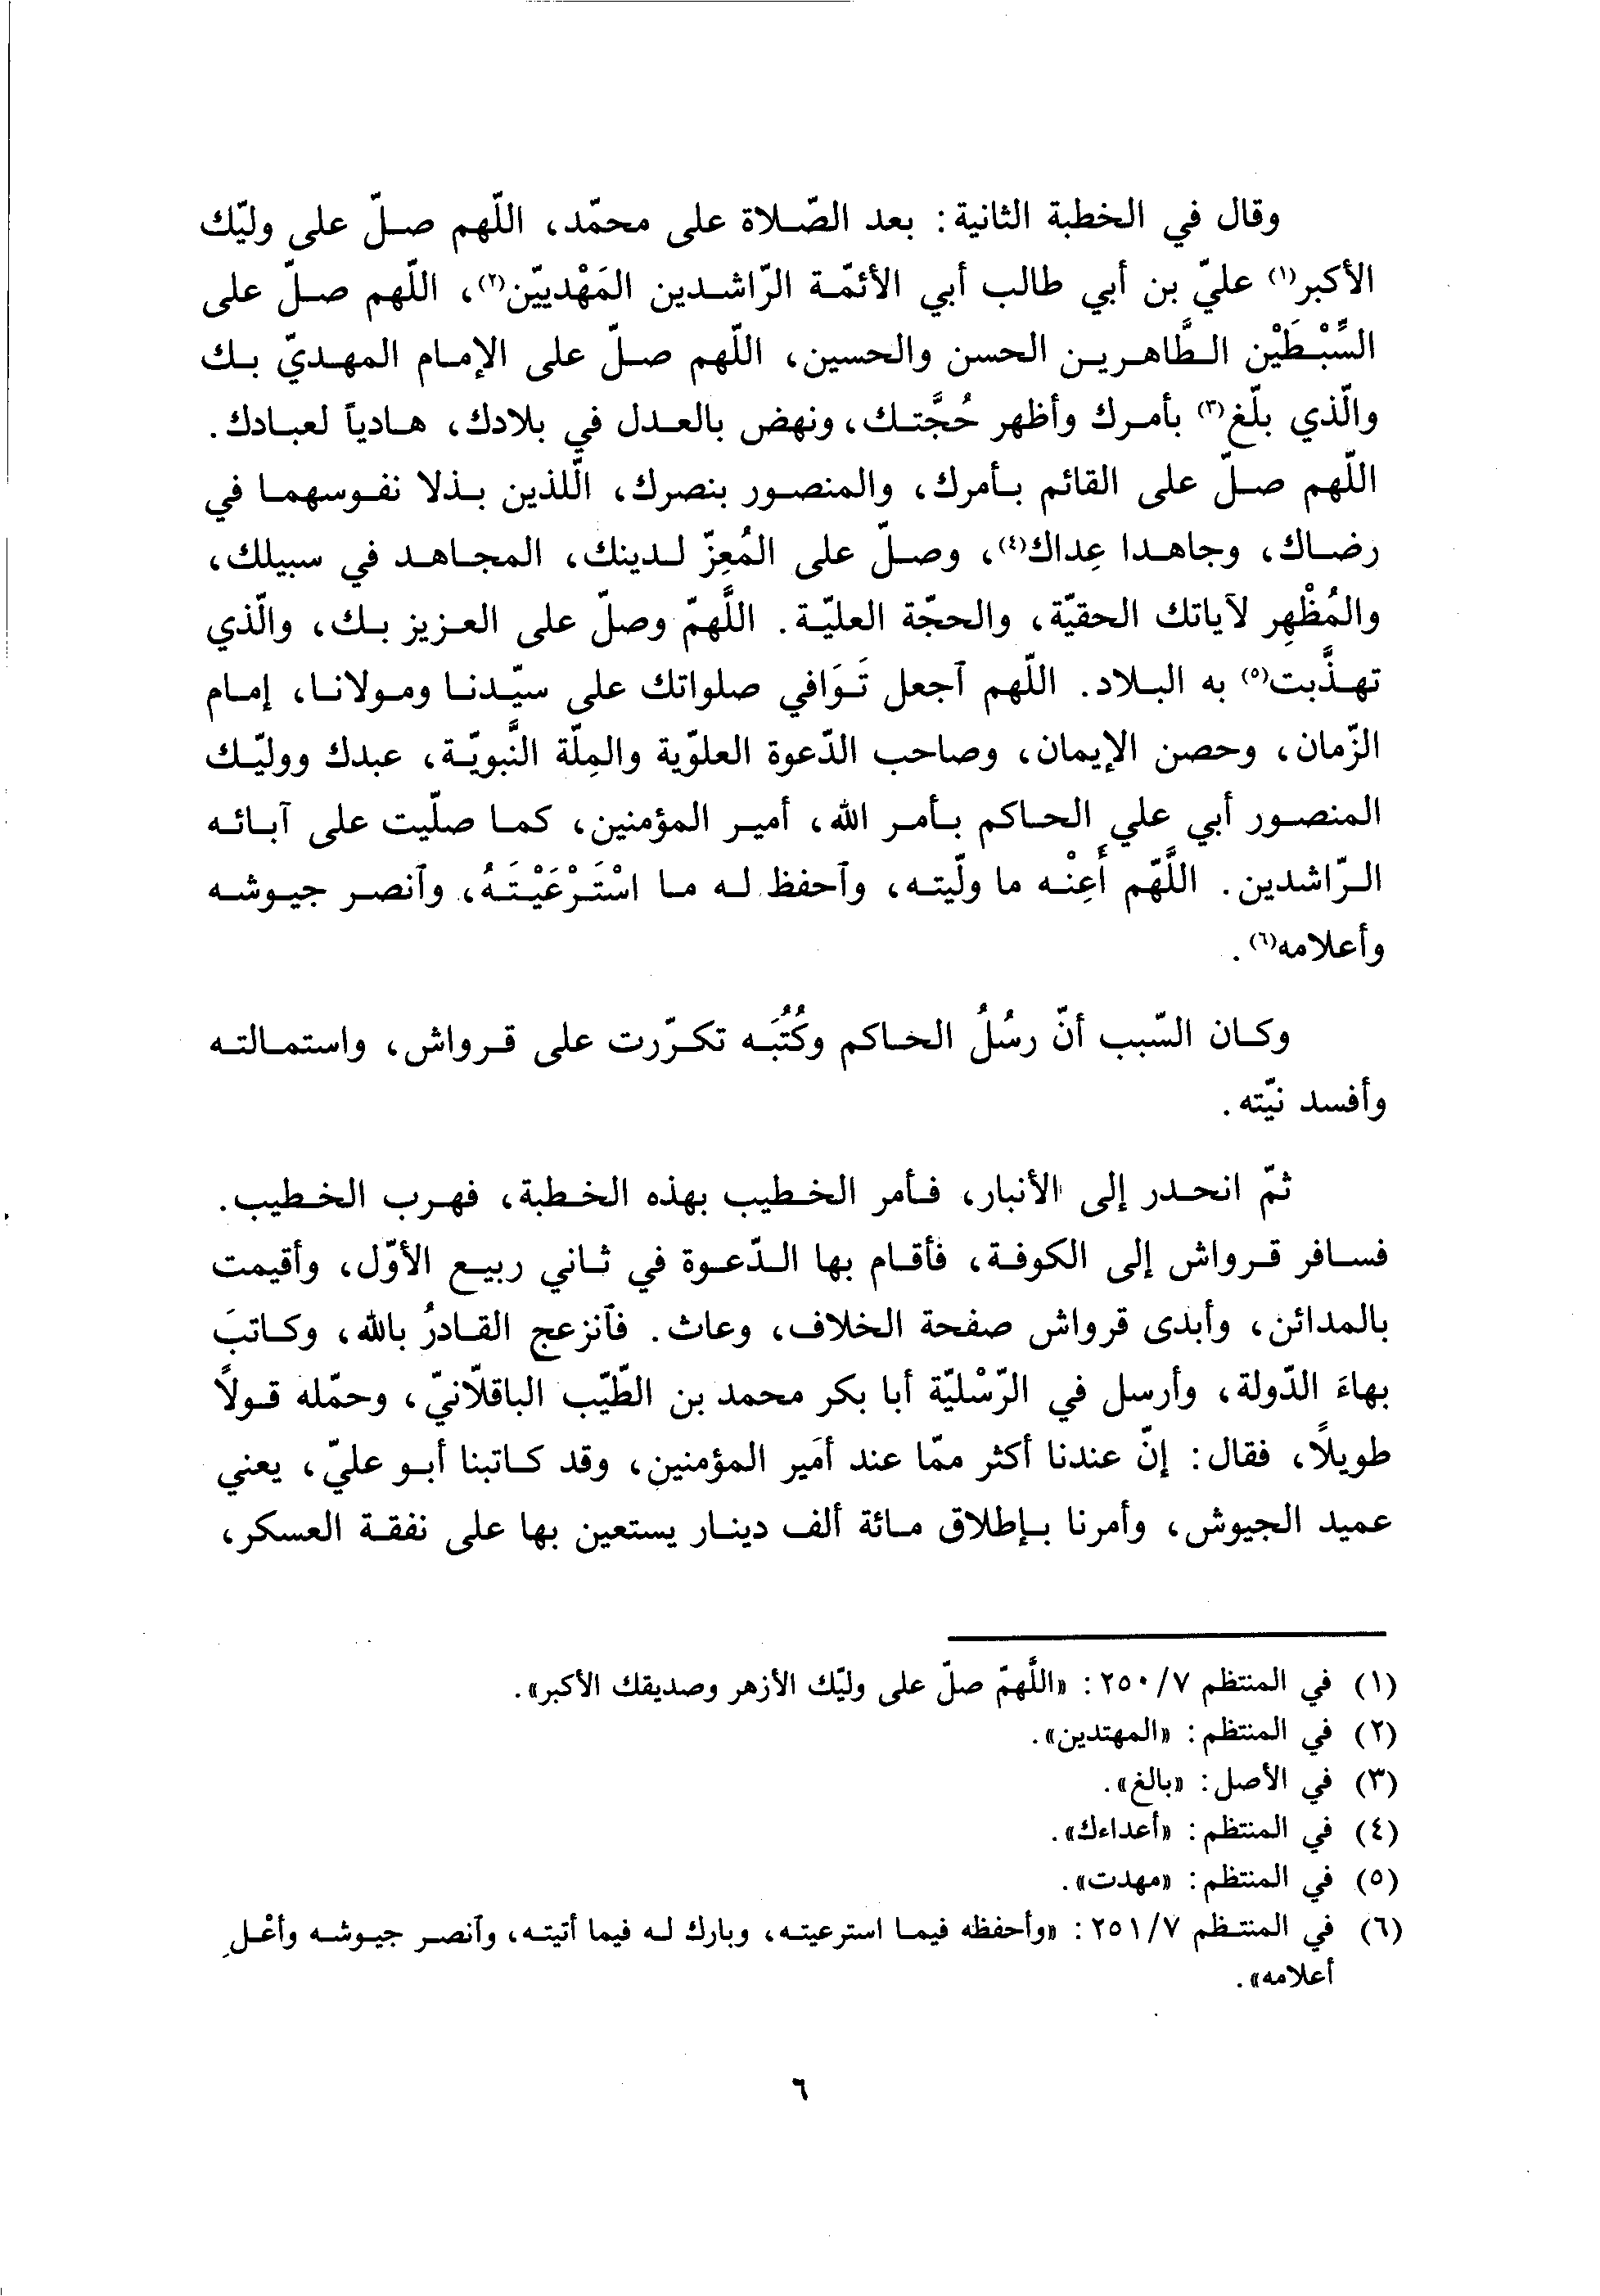 وقال في الخطبة الثانية: بعد الصّلاة على محمّد، اللّهم صلّ على وليّك
الأكبر(١) عليّ بن أبي طالب أبي الأئمّة الرّاشدين المَهْدييّن(٢)، اللّهم صلّ على
السِّبْطَيْن الطَّاهرين الحسن والحسين، اللّهم صلّ على الإمام المهديّ بك
والّذي بلّغ(٣) بأمرك وأظهر حُجَّتك، ونهض بالعدل في بلادك، هادياً لعبادك.
اللّهم صلّ على القائم بأمرك، والمنصور بنصرك، الّلذين بذلا نفوسهما في
رضاك، وجاهدا عِداك(٤)، وصلّ على المُعِزّ لدينك، المجاهد في سبيلك،
والمُظْهِر لآياتك الحقيّة، والحجّة العليّة. اللَّهمّ وصلّ على العزيز بك، والّذي
تهذَّبت(٥) به البلاد. اللّهم آجعل تَوَافي صلواتك على سيّدنا ومولانا، إمام
الزّمان، وحصن الإيمان، وصاحب الدّعوة العلوّية والمِلّة النَّبويّة، عبدك ووليّك
المنصور أبي علي الحاكم بأمر الله، أمير المؤمنين، كما صلّيت على آبائه
الرّاشدين. اللَّهّم أَعِنْه ما ولّيته، وآحفظ له ما اسْتَرْعَيْتَهُ، وآنصر جيوشه
وأعلامه(٦).
وكان السّبب أنّ رسُلُ الحاكم وكُتُبَه تكرّرت على قرواش، واستمالته
وأفسد نيّته.
ثمّ انحدر إلى الأنبار، فأمر الخطيب بهذه الخطبة، فهرب الخطيب.
فسافر قرواش إلى الكوفة، فأقام بها الدّعوة في ثاني ربيع الأوّل، وأقيمت
بالمدائن، وأبدى قرواش صفحة الخلاف، وعاث. فآنزعج القادرُ بالله، وكاتبَ
بهاءَ الدّولة، وأرسل في الرّسْليّة أبا بكر محمد بن الطّيّب الباقلّانيّ، وحمّله قولاً
طويلاً، فقال: إنّ عندنا أكثر ممّا عند أمَير المؤمنين، وقد كاتبنا أبو عليّ، يعني
عميد الجيوش، وأمرنا بإطلاق مائة ألف دينار يستعين بها على نفقة العسكر،
(١) في المنتظم ٢٥٠/٧: «اللَّهمّ صلّ على وليّك الأزهر وصديقك الأكبر».
(٢) في المنتظم: «المهتدين».
(٣) في الأصل: «بالغ».
(٤) في المنتظم: «أعداءك».
(٥) في المنتظم: «مهدت».
(٦) في المنتظم ٢٥١/٧: «وأحفظه فيما استرعيته، وبارك له فيما أتيته، وآنصر جيوشه وأعْلِ
أعلامه».
٦